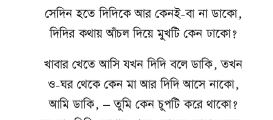 সেদিন হতে দিদিকে আর কেনই-বা না ডাকো,
দিদির কথায় আঁচল দিয়ে মুখটি কেন ঢাকো?
খাবার খেতে আসি যখন দিদি বলে ডাকি, তখন
ও-ঘর থেকে কেন মা আর দিদি আসে নাকো,
আমি ডাকি, – তুমি কেন চুপটি করে থাকো?